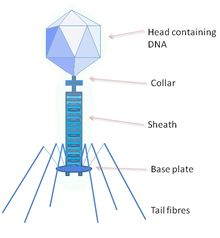 Head containing
DNA
Collar
Sheath
Base plate
Tail fibres